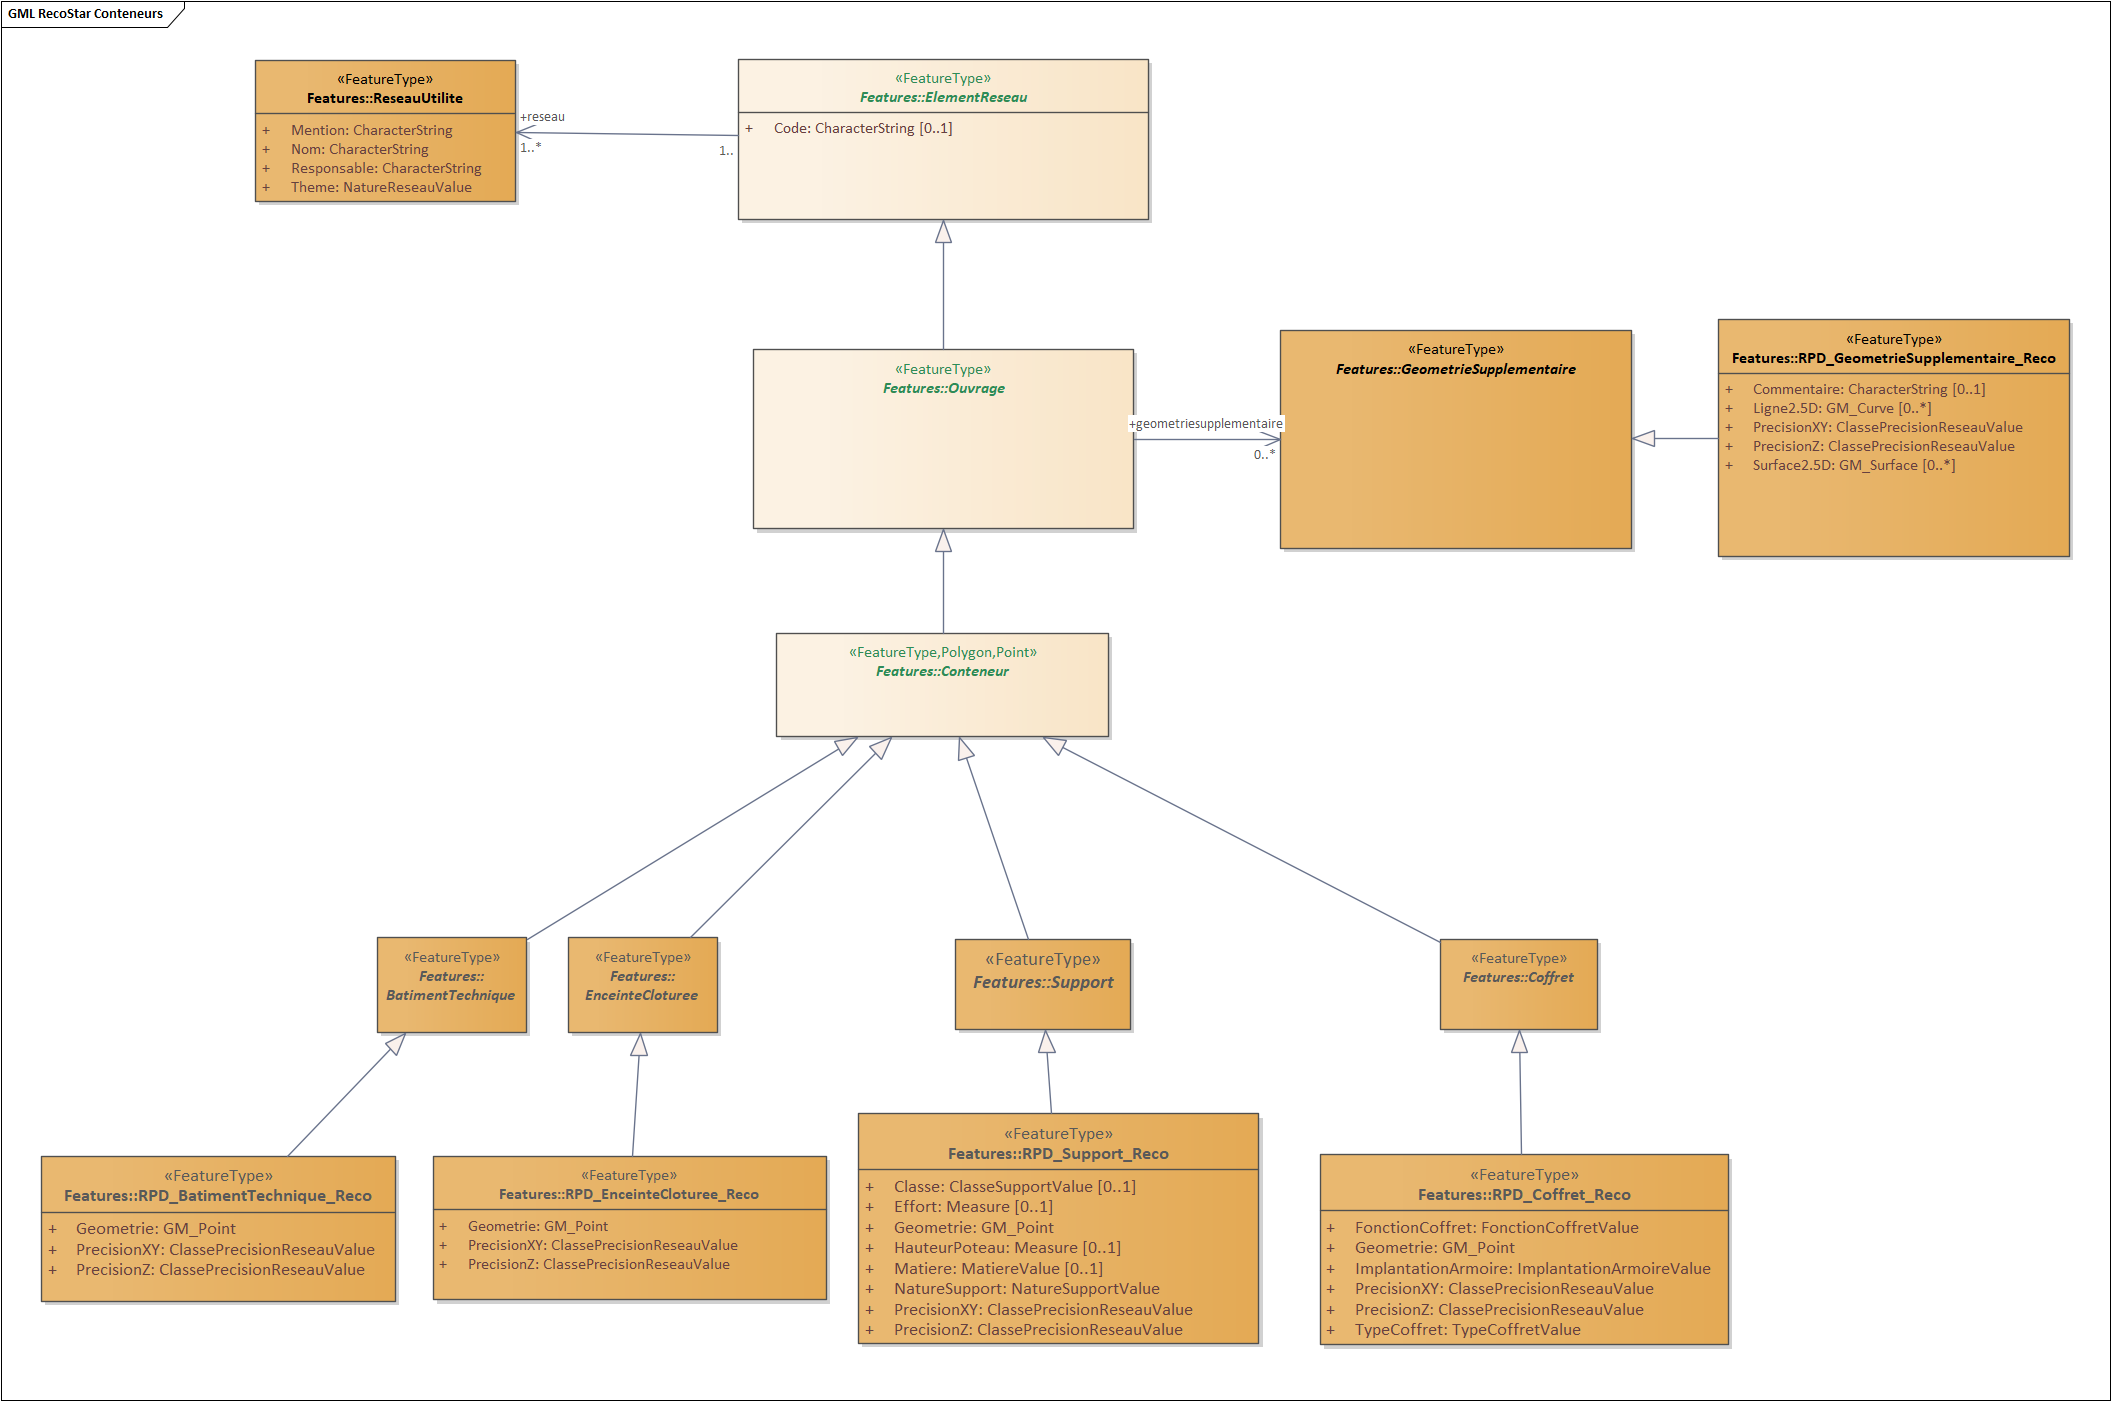 GML RecoStar Conteneurs
«FeatureType»
Features::ReseauUtilite
+ Mention: CharacterString
+ Nom: CharacterString
+ Responsable: CharacterString
+ Theme: NatureReseauValue
+reseau
1..*
1..
«FeatureType»
Features::ElementReseau
+ Code: CharacterString [0..1]
«FeatureType»
Features::Ouvrage
+geometriesupplementaire
0..*
«FeatureType»
Features::GeometrieSupplementaire
«FeatureType»
Features::RPD_GeometrieSupplementaire_Reco
+ Commentaire: CharacterString [0..1]
+ Ligne2.5D: GM_Curve [0..*]
+ PrecisionXY: ClassePrecisionReseauValue
+ PrecisionZ: ClassePrecisionReseauValue
+ Surface2.5D: GM_Surface [0..*]
«FeatureType,Polygon,Point»
Features::Conteneur
«FeatureType»
Features::
BatimentTechnique
«FeatureType»
Features::
EnceinteCloturee
«FeatureType»
Features::Support
«FeatureType»
Features::Coffret
«FeatureType»
Features::RPD_BatimentTechnique_Reco
+ Geometrie: GM_Point
+ PrecisionXY: ClassePrecisionReseauValue
+ PrecisionZ: ClassePrecisionReseauValue
«FeatureType»
Features::RPD_EnceinteCloturee_Reco
+ Geometrie: GM_Point
+ PrecisionXY: ClassePrecisionReseauValue
+ PrecisionZ: ClassePrecisionReseauValue
«FeatureType»
Features::RPD_Support_Reco
+ Classe: ClasseSupportValue [0..1]
+ Effort: Measure [0..1]
+ Geometrie: GM_Point
+ HauteurPoteau: Measure [0..1]
+ Matiere: MatiereValue [0..1]
+ NatureSupport: NatureSupportValue
+ PrecisionXY: ClassePrecisionReseauValue
+ PrecisionZ: ClassePrecisionReseauValue
«FeatureType»
Features::RPD_Coffret_Reco
+ FonctionCoffret: FonctionCoffretValue
+ Geometrie: GM_Point
+ ImplantationArmoire: ImplantationArmoireValue
+ PrecisionXY: ClassePrecisionReseauValue
+ PrecisionZ: ClassePrecisionReseauValue
+ TypeCoffret: TypeCoffretValue